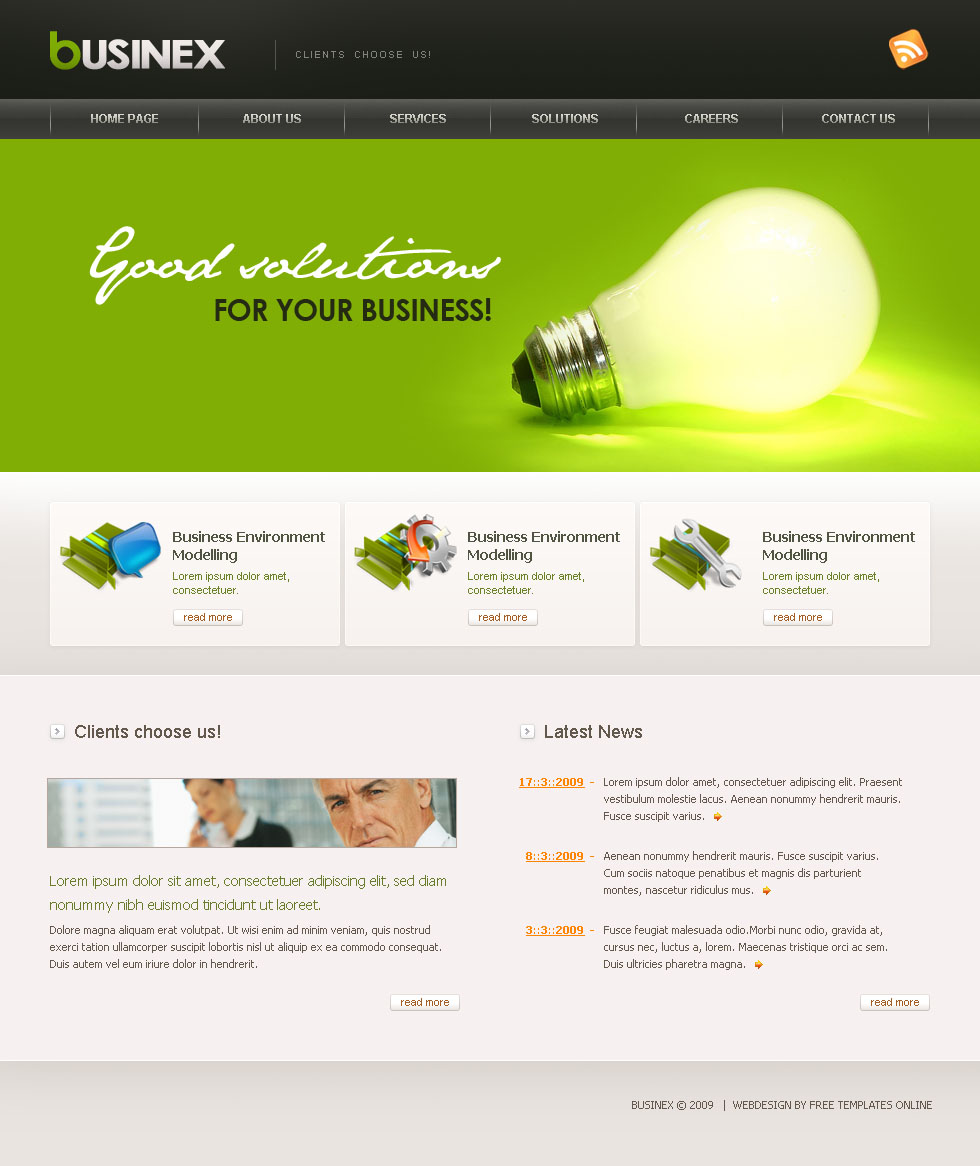 bUSINEX
CLIENTS CHOOSE US!
HOME PAGE
ABOUT US
SERVICES
SOLUTIONS
CAREERS
CONTACT US
Good solutions
FOR YOUR BUSINESS!
Business Environment
Modelling
Lorem ipsum dolor amet,
consectetuer.
read more
Business Environment
Modelling
Lorem ipsum dolor amet,
consectetuer.
read more
Business Environment
Modelling
Lorem ipsum dolor amet,
consectetuer.
read more
Clients choose us!
Lorem ipsum dolor sit amet, consectetuer adipiscing elit, sed diam
nonummy nibh euismod tincidunt ut laoreet.
Dolore magna aliquam erat volutpat. Ut wisi enim ad minim veniam, quis nostrud
exerci tation ullamcorper suscipit lobortis nisl ut aliquip ex ea commodo consequat.
Duis autem vel eum iriure dolor in hendrerit.
read more
Latest News
17::3::2009 - Lorem ipsum dolor amet, consectetuer adipiscing elit. Praesent
vestibulum molestie lacus. Aenean nonummy hendrerit mauris.
Fusce suscipit varius.
8::3::2009 - Aenean nonummy hendrerit mauris. Fusce suscipit varius.
Cum sociis natoque penatibus et magnis dis parturient
montes, nascetur ridiculus mus.
3::3::2009 - Fusce feugiat malesuada odio.Morbi nunc odio, gravida at,
cursus nec, luctus a, lorem. Maecenas tristique orci ac sem.
Duis ultricies pharetra magna.
read more
BUSINEX © 2009 | WEBDESIGN BY FREE TEMPLATES ONLINE